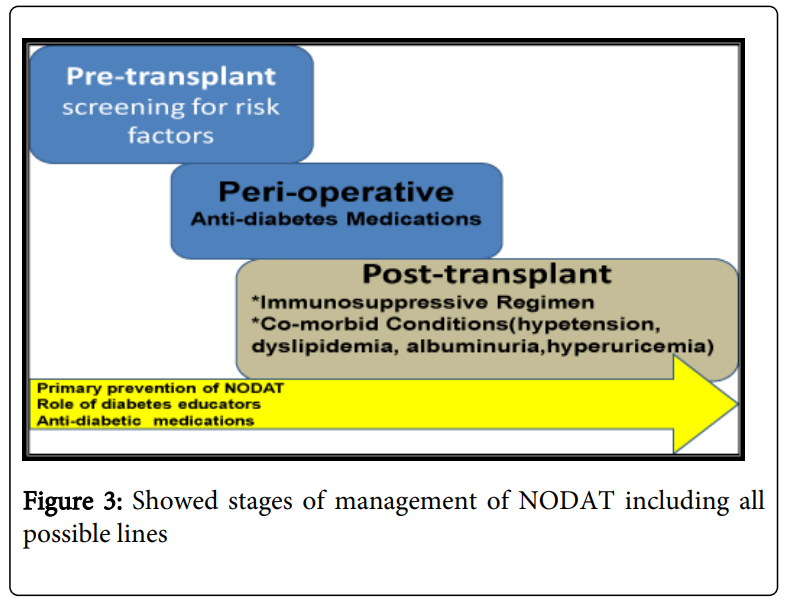 Pre-transplant
screening for risk
factors
Peri-operative
Anti-diabetes Medications
Post-transplant
*Immunosuppressive Regimen
*Co-morbid Conditions(hypetension,
dyslipidemia, albuminuria,hyperuricemia)
Primary prevention of NODAT
Role of diabetes educators
Anti-diabetic medications
Figure 3: Showed stages of management of NODAT including all
possible lines